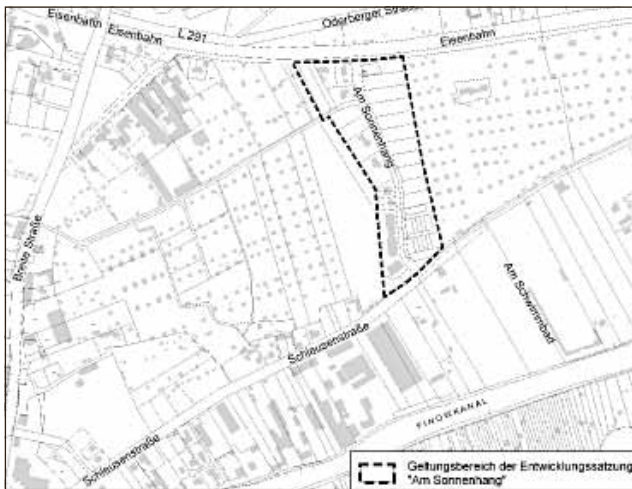 Eisenbahn Eisenbahn
L 291
Oderberger Straße
Eisenbahn
Am Sonnenhang
Breite Straße
Am Schwimmbad
Schleusenstraße
FINOWKANAL
Schleusenstraße
Geltungsbereich der Entwicklungssatzung
"Am Sonnenhang"